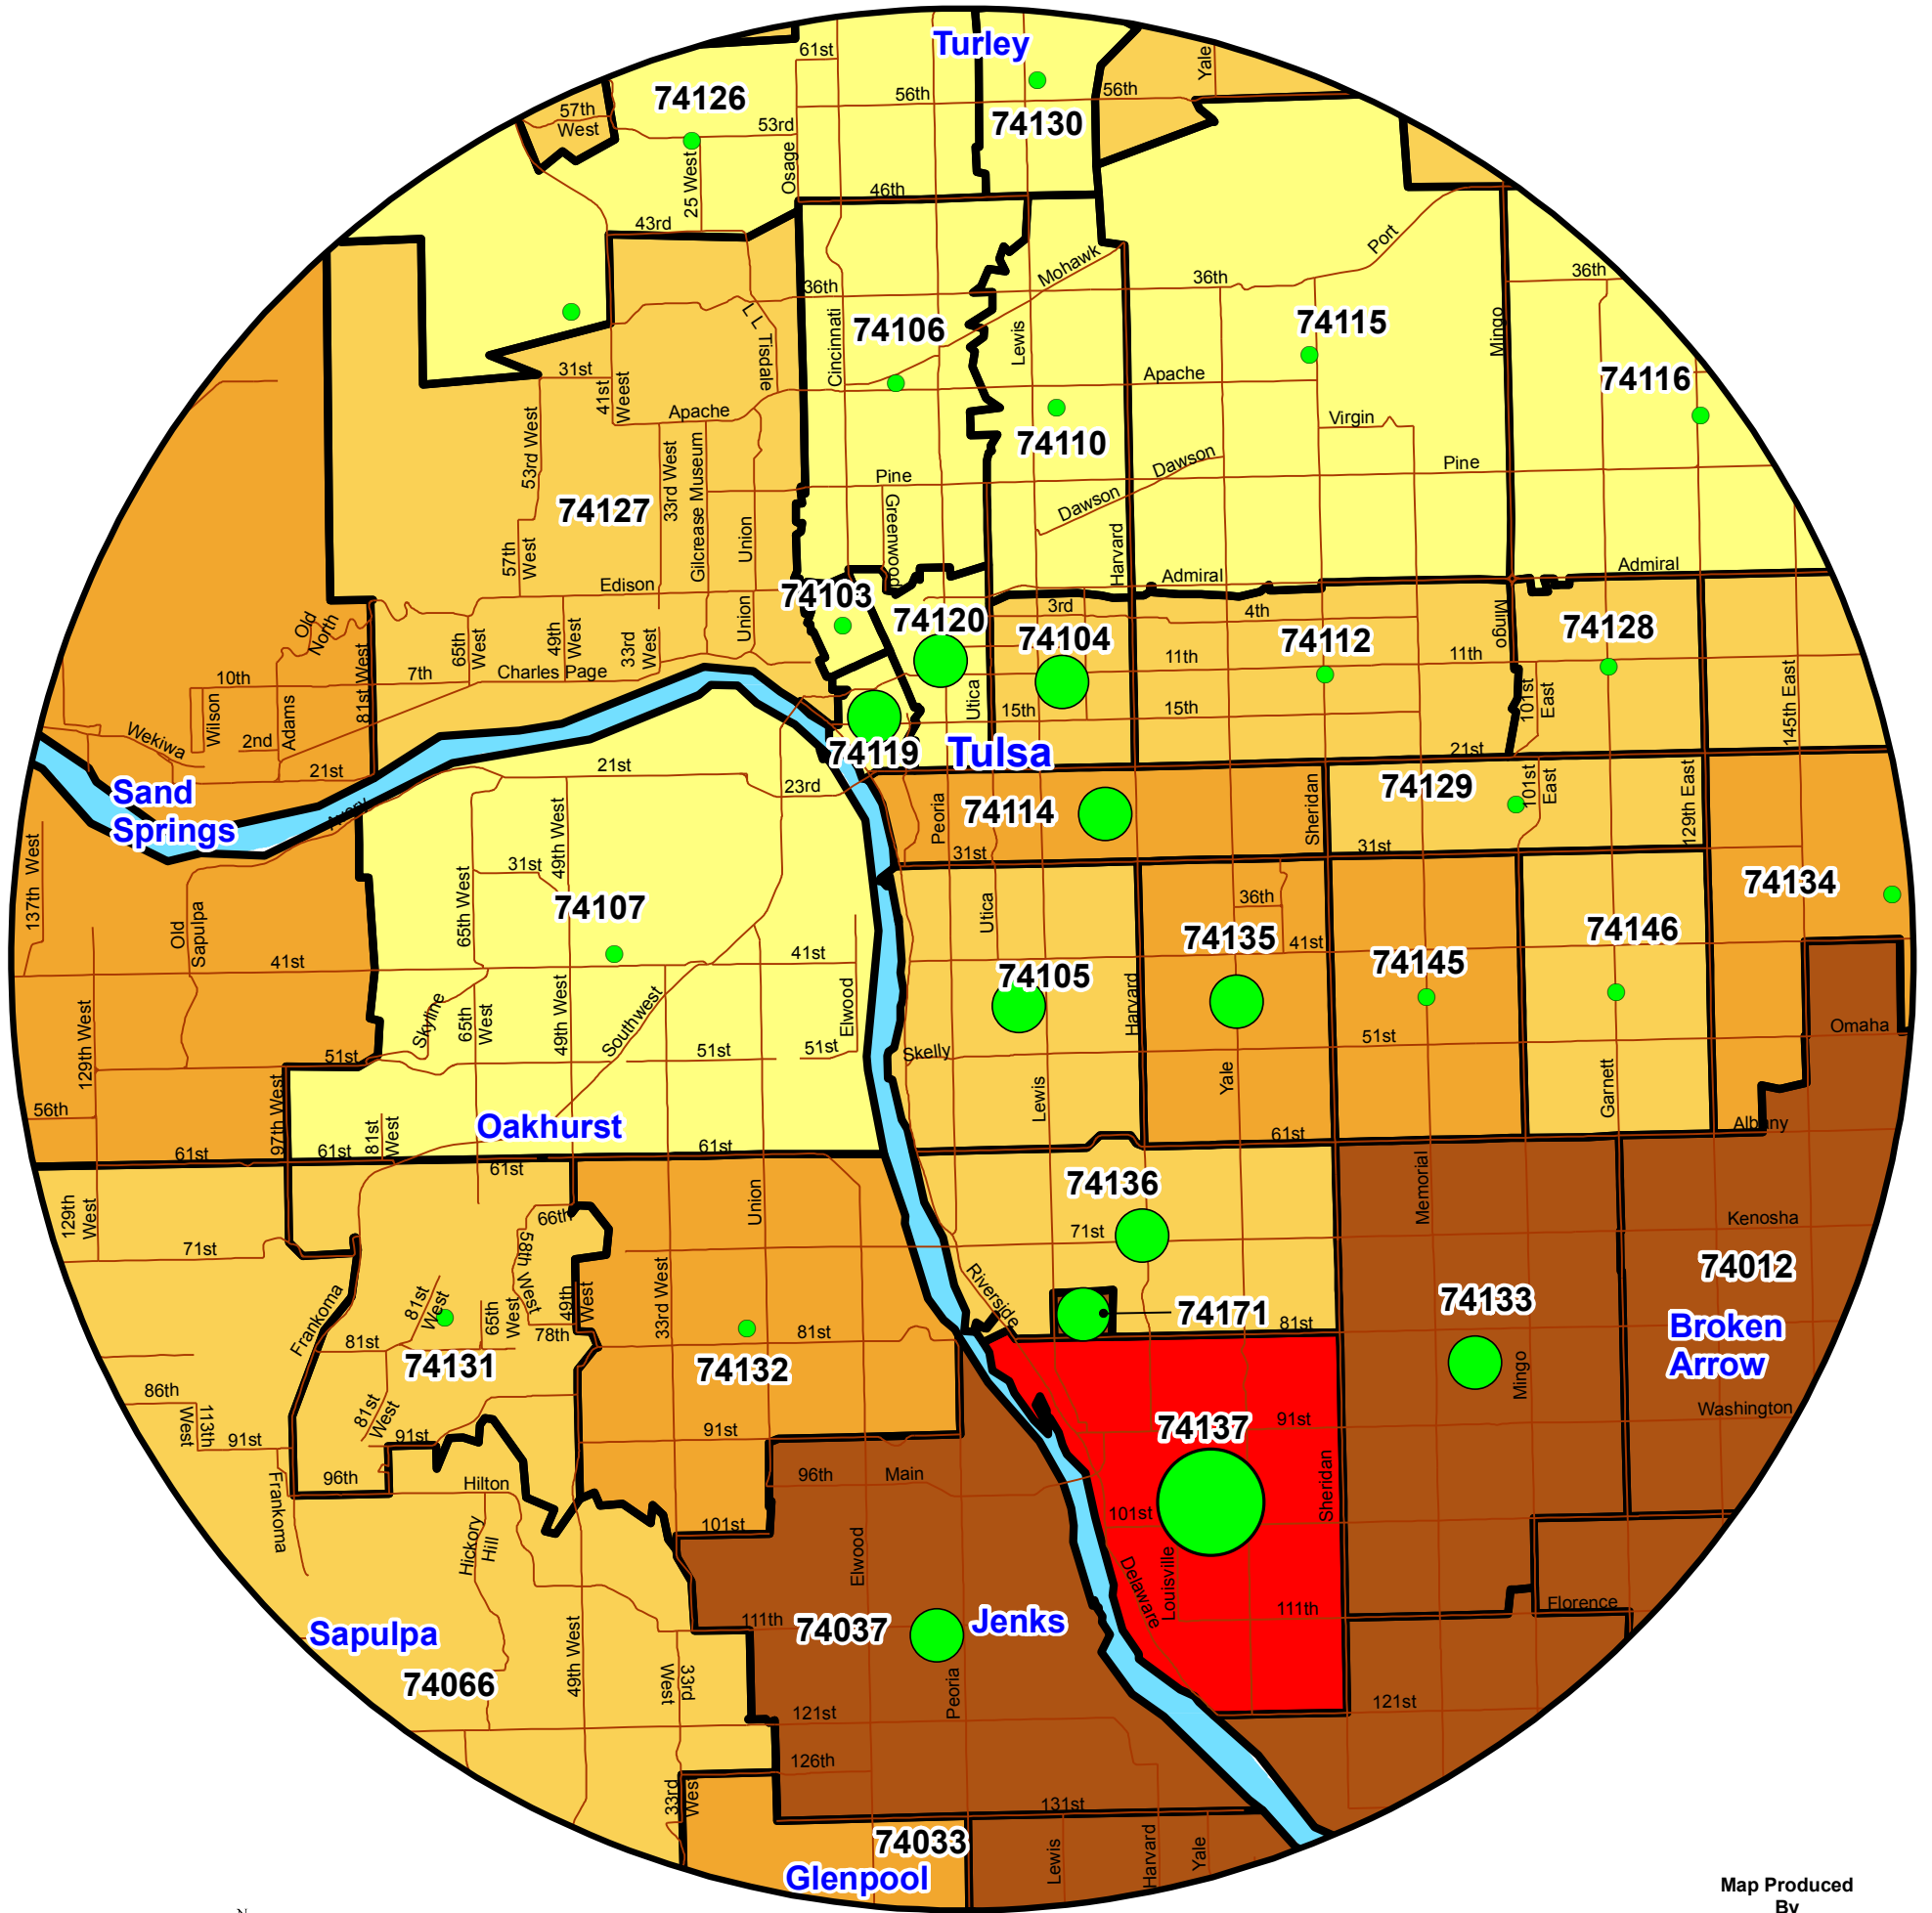 Turley
61st
Yale
74126
56th
56th
57th
West
53rd
74130
Osage
25 West
46th
43rd
Port
Mohawk
36th
36th
36th
L L Tisdale
Cincinnati
74106
Lewis
74115
Mingo
31st
41st
Weest
Apache
74116
Apache
Virgin
53rd West
33rd West
Gilcrease Museum
74110
Dawson
Pine
Pine
74127
Greenwood
Dawson
Union
57th
West
Harvard
Edison
Admiral
Admiral
74103
3rd
4th
Old
North
Union
74120
74104
74112
Mingo
74128
65th
West
49th
West
33rd
West
81st West
11th
11th
10th
7th
Charles Page
Wilson
Adams
Utica
15th
15th
101st
East
145th East
Wekiwa
2nd
74119
Tulsa
21st
21st
21st
23rd
Sand
Springs
Avery
74129
101st
East
129th East
Peoria
74114
Sheridan
137th West
49th West
31st
31st
31st
65th West
74134
Old
Sapulpa
74107
Utica
36th
74135
74146
41st
41st
41st
74145
74105
129th West
Skyline
65th
West
49th West
Southwest
Elwood
Harvard
Omaha
51st
51st
51st
Skelly
51st
Yale
Lewis
Garnett
56th
97th West
81st
West
Oakhurst
Albany
61st
61st
61st
61st
61st
129th
West
Union
74136
Memorial
66th
71st
71st
Kenosha
58th West
74012
Frankoma
81st
West
65th
West
49th
West
33rd West
Riverside
74171
74133
81st
78th
81st
81st
Broken
Arrow
74131
74132
Mingo
86th
113th
West
81st
West
91st
91st
91st
74137
91st
Washington
96th
Hilton
96th
Main
Sheridan
Frankoma
Hickory
Hill
101st
101st
Elwood
Delaware
Louisville
111th
74037
Jenks
111th
Florence
Sapulpa
74066
49th West
33rd
West
Peoria
121st
121st
126th
33rd
West
131st
74033
Lewis
Harvard
Yale
Glenpool
Map Produced
By
N